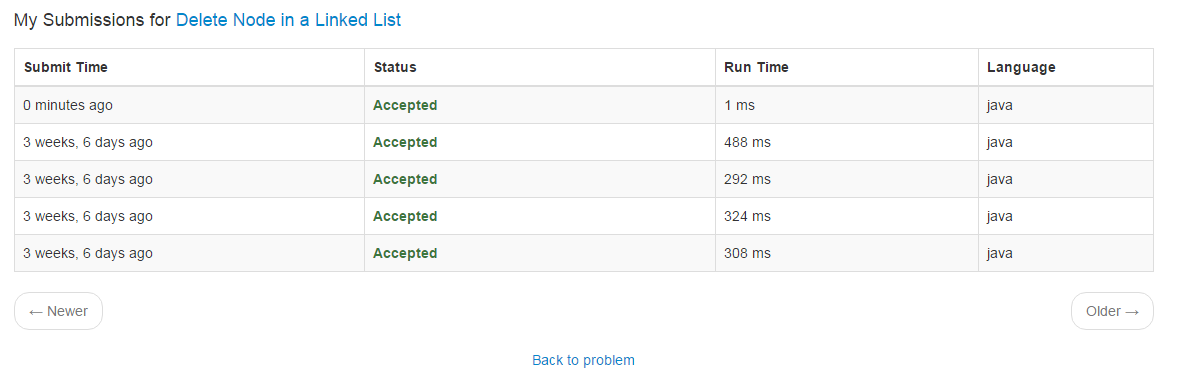 My Submissions for Delete Node in a Linked List
Submit Time Status Run Time Language
0 minutes ago Accepted 1 ms java
3 weeks, 6 days ago Accepted 488 ms java
3 weeks, 6 days ago Accepted 292 ms java
3 weeks, 6 days ago Accepted 324 ms java
3 weeks, 6 days ago Accepted 308 ms java
← Newer Older →
Back to problem